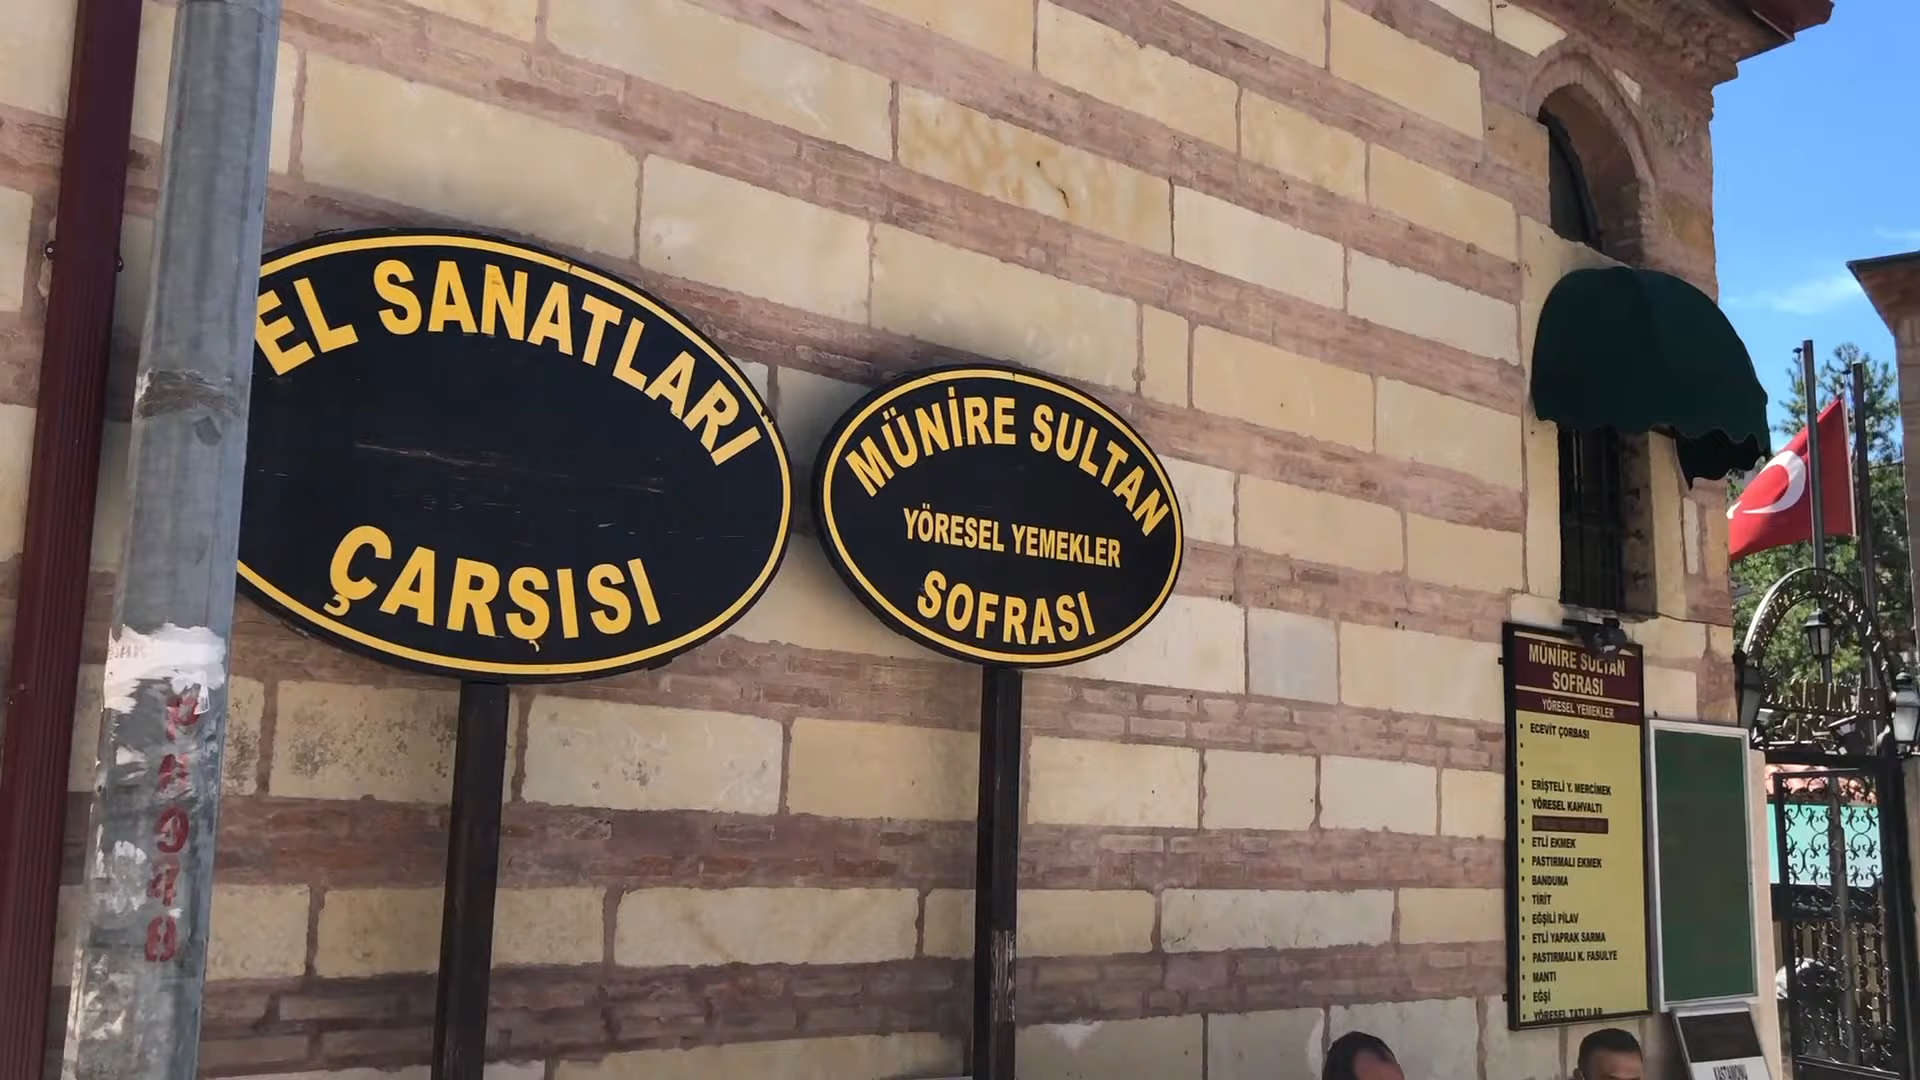 EL SANATLARI
ÇARŞISI
MÜNİRE SULTAN
YÖRESEL YEMEKLER
SOFRASI
MÜNİRE SULTAN
SOFRASI
YÖRESEL YEMEKLER
ECEVİT ÇORBASI
ERİŞTELİ Y. MERCİMEK
YÖRESEL KAHVALTI
ETLİ EKMEK
PASTIRMALI EKMEK
BANDUMA
TİRİT
EĞŞİLİ PİLAV
ETLİ YAPRAK SARMA
PASTIRMALI K. FASULYE
MANTI
EĞŞİ
YÖRESEL TATLILAR
KASTAMONU